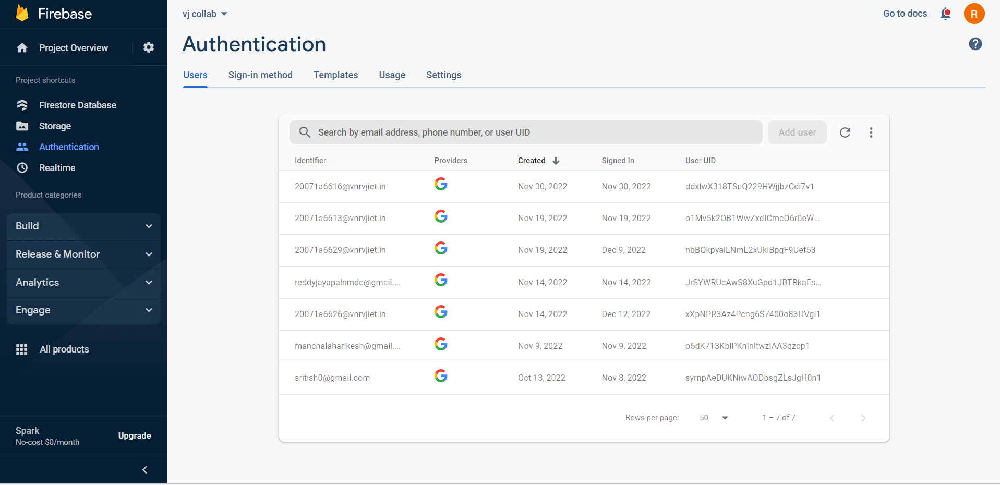 Firebase
Project Overview
Project shortcuts
Firestore Database
Storage
Authentication
Realtime
Product categories
Build
Release & Monitor
Analytics
Engage
All products
Spark
No-cost $0/month
Upgrade
vj collab
Go to docs
R
Authentication
Users Sign-in method Templates Usage Settings
Search by email address, phone number, or user UID Add user
Identifier Providers Created Signed In User UID
20071a6616@vnrvjiet.in Nov 30, 2022 Nov 30, 2022 ddxIwX318TSuQ229HWjjbzCdi7v1
20071a6613@vnrvjiet.in Nov 19, 2022 Nov 19, 2022 o1Mv5k2OB1WwZxdICmcO6r0eW...
20071a6629@vnrvjiet.in Nov 19, 2022 Dec 9, 2022 nbBQkpyalLNmL2xUkiBpgF9Uef53
reddyjayapalnmdc@gmail.... Nov 14, 2022 Nov 14, 2022 JrSYWRUcAwS8XuGpd1JBTRkaEs...
20071a6626@vnrvjiet.in Nov 14, 2022 Dec 12, 2022 xXpNPR3Az4Pcng6S7400o83HVgI1
manchalaharikesh@gmail.... Nov 9, 2022 Nov 9, 2022 o5dK713KbiPKnInItwzIAA3qzcp1
sritish0@gmail.com Oct 13, 2022 Nov 8, 2022 syrnpAeDUKNiwAODbsgZLsJgH0n1
Rows per page: 50 1 – 7 of 7